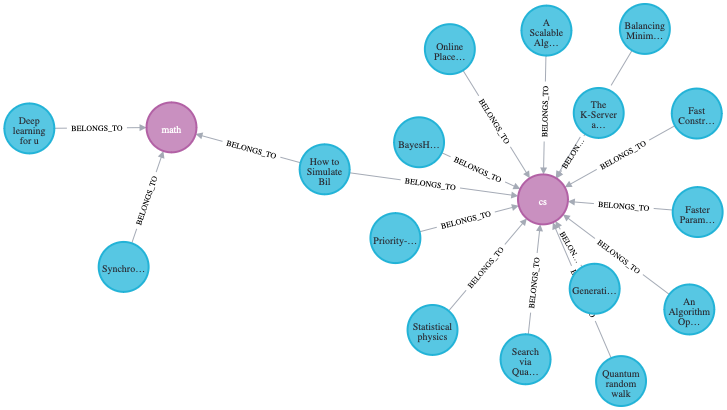 A
Scalable
Alg...
Balancing
Minim...
Online
Place...
The
K-Server
a...
Fast
Constr...
Deep
learning
for u
BELONGS_TO
math
BELONGS_TO
How to
Simulate
Bil
BELONGS_TO
BELONGS_TO
Synchro...
BayesH...
BELONGS_TO
BELONGS_TO
BELONGS_TO
BELON...
BELONGS_TO
cs
BELONGS_TO
Faster
Param...
Priority-...
BELONGS_TO
BELONGS_TO
BELONGS_TO
BELON...
BELONGS_TO
Generati...
An
Algorithm
Op...
Statistical
physics
Search
via
Qua...
Quantum
random
walk